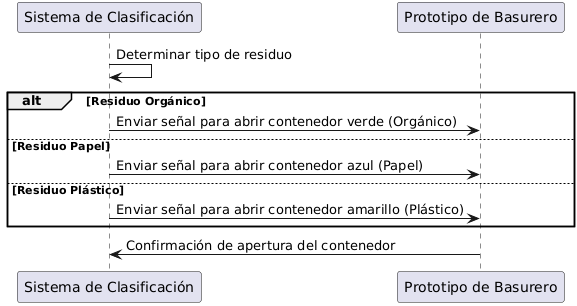 Sistema de Clasificación
Prototipo de Basurero
Determinar tipo de residuo
alt
[Residuo Orgánico]
Enviar señal para abrir contenedor verde (Orgánico)
[Residuo Papel]
Enviar señal para abrir contenedor azul (Papel)
[Residuo Plástico]
Enviar señal para abrir contenedor amarillo (Plástico)
Confirmación de apertura del contenedor
Sistema de Clasificación
Prototipo de Basurero